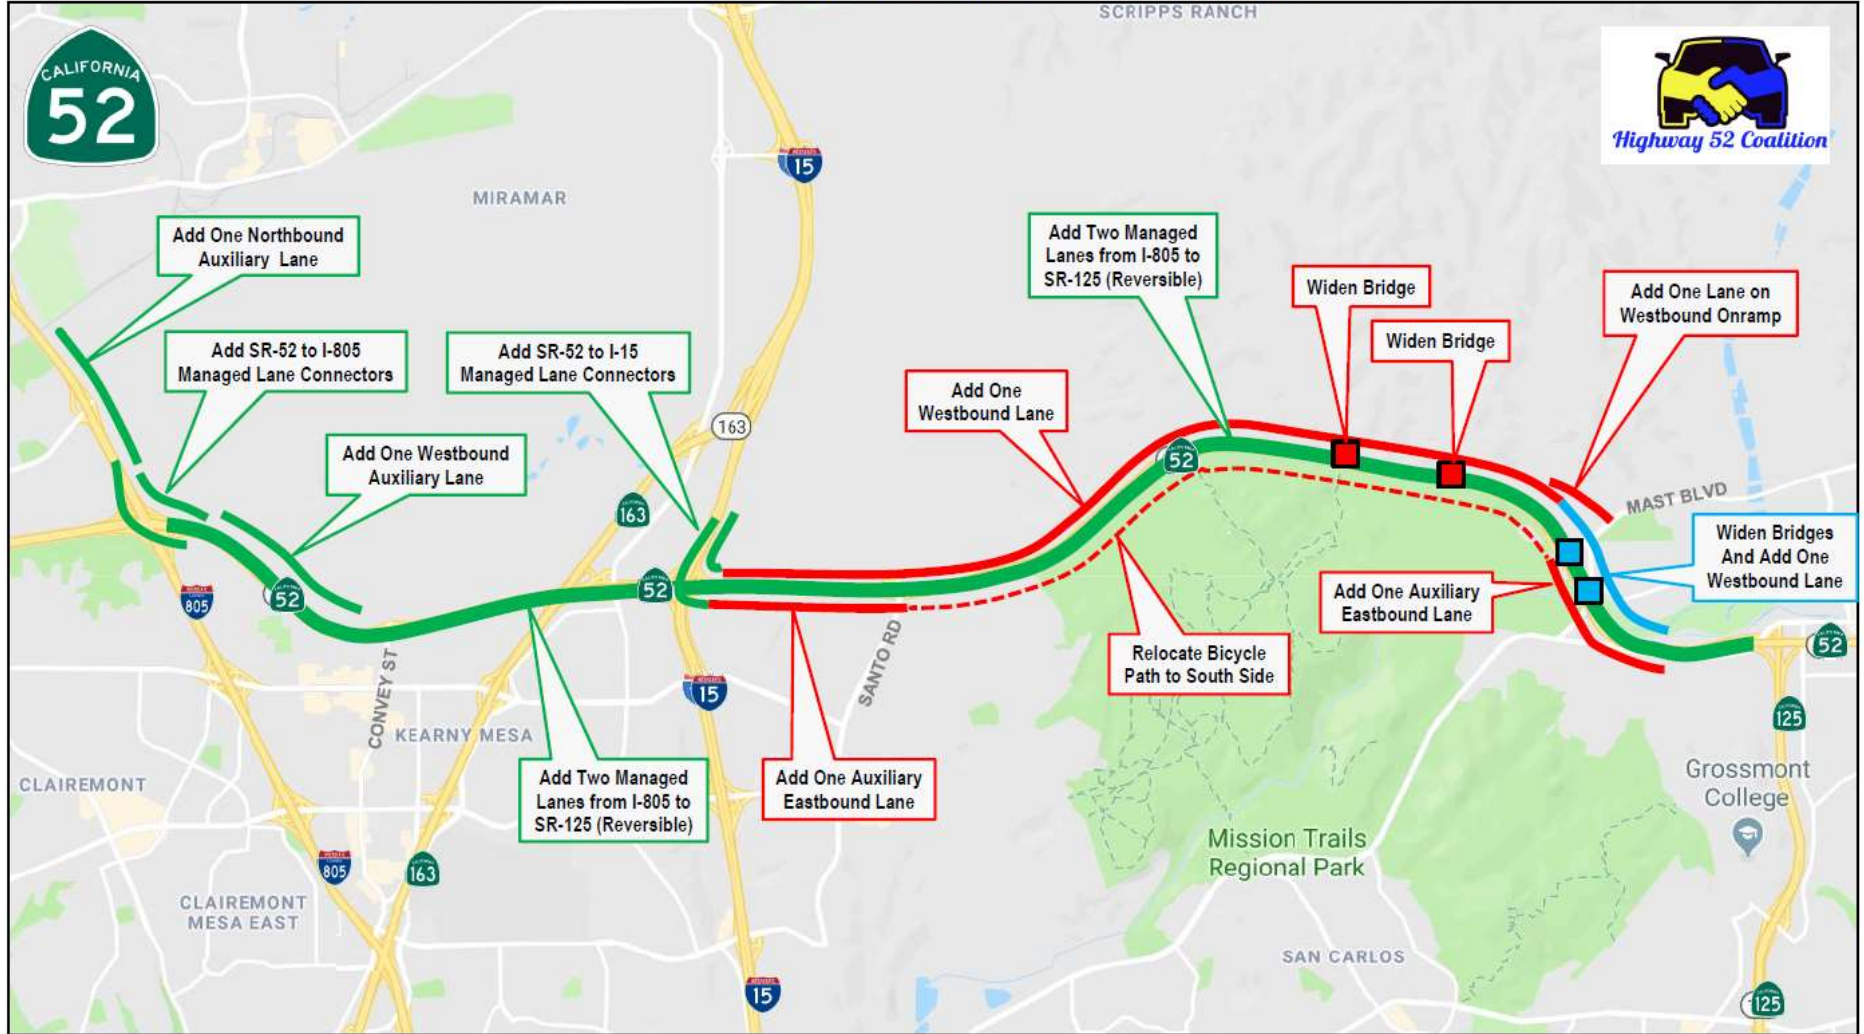 SCRIPPS RANCH
CALIFORNIA
52
Highway 52 Coalition
15
MIRAMAR
Add One Northbound
Auxiliary Lane
Add Two Managed
Lanes from I-805 to
SR-125 (Reversible)
Widen Bridge
Add One Lane on
Westbound Onramp
Add SR-52 to I-805
Managed Lane Connectors
Add SR-52 to I-15
Managed Lane Connectors
Widen Bridge
Add One
Westbound Lane
163
Add One Westbound
Auxiliary Lane
52
MAST BLVD
163
Widen Bridges
And Add One
Westbound Lane
52
805
52
Add One Auxiliary
Eastbound Lane
52
Relocate Bicycle
Path to South Side
SANTO RD
15
CONVEY ST
125
KEARNY MESA
CLAIREMONT
Add Two Managed
Lanes from I-805 to
SR-125 (Reversible)
Add One Auxiliary
Eastbound Lane
Grossmont
College
Mission Trails
Regional Park
805
163
CLAIREMONT
MESA EAST
SAN CARLOS
15
125